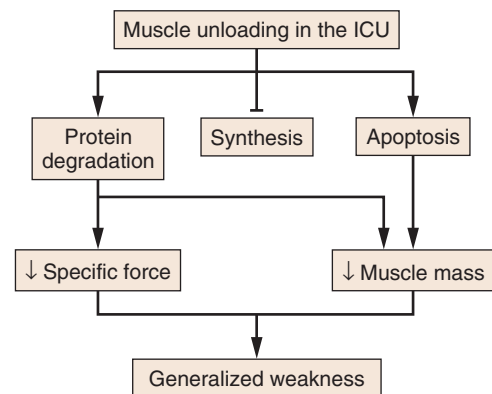 Muscle unloading in the ICU
Protein
degradation
Synthesis
Apoptosis
↓ Specific force
↓ Muscle mass
Generalized weakness